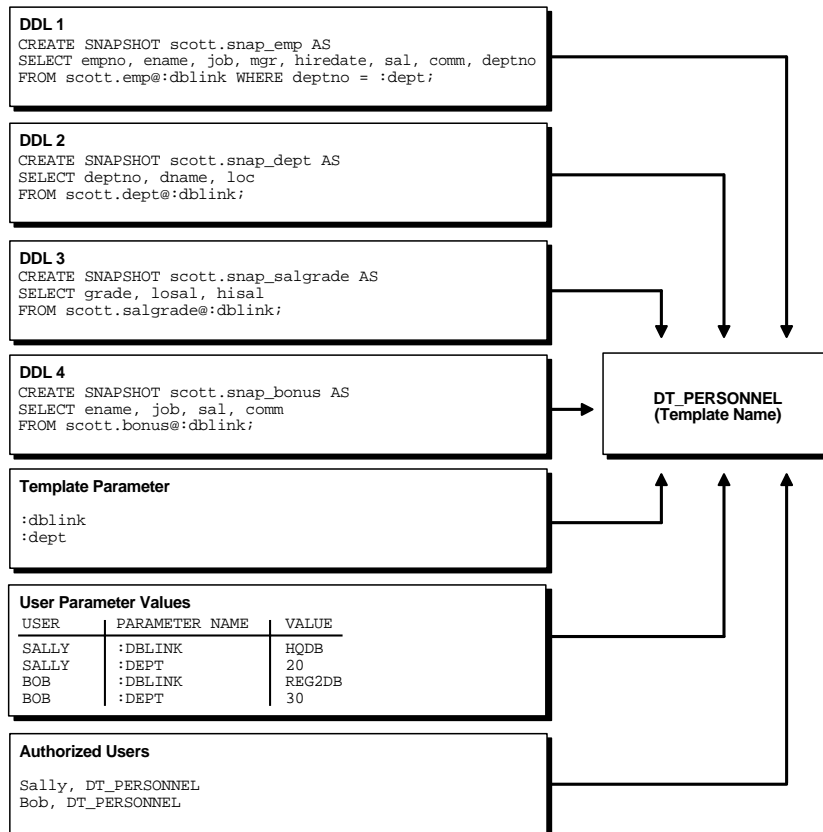 DDL 1
CREATE SNAPSHOT scott.snap_emp AS
SELECT empno, ename, job, mgr, hiredate, sal, comm, deptno
FROM scott.emp@:dblink WHERE deptno = :dept;
DDL 2
CREATE SNAPSHOT scott.snap_dept AS
SELECT deptno, dname, loc
FROM scott.dept@:dblink;
DDL 3
CREATE SNAPSHOT scott.snap_salgrade AS
SELECT grade, losal, hisal
FROM scott.salgrade@:dblink;
DDL 4
CREATE SNAPSHOT scott.snap_bonus AS
SELECT ename, job, sal, comm
FROM scott.bonus@:dblink;
DT_PERSONNEL
(Template Name)
Template Parameter
:dblink
:dept
User Parameter Values
USER PARAMETER NAME VALUE
SALLY :DBLINK HQDB
SALLY :DEPT 20
BOB :DBLINK REG2DB
BOB :DEPT 30
Authorized Users
Sally, DT_PERSONNEL
Bob, DT_PERSONNEL